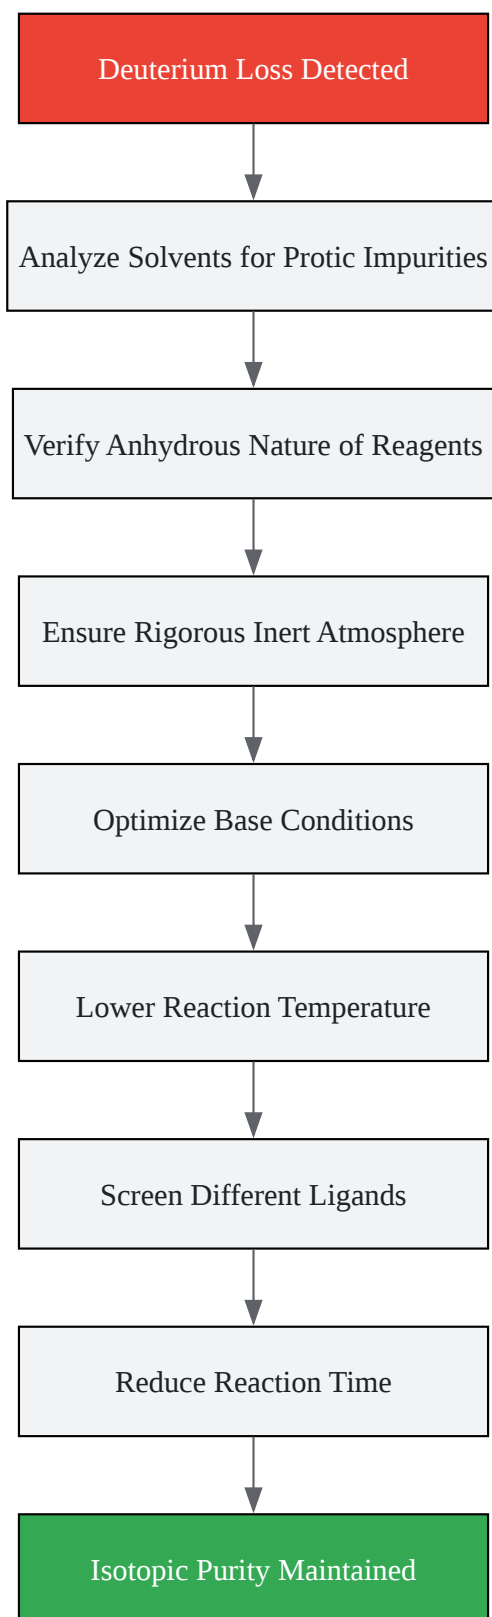 Deuterium Loss Detected
Analyze Solvents for Protic Impurities
Verify Anhydrous Nature of Reagents
Ensure Rigorous Inert Atmosphere
Optimize Base Conditions
Lower Reaction Temperature
Screen Different Ligands
Reduce Reaction Time
Isotopic Purity Maintained